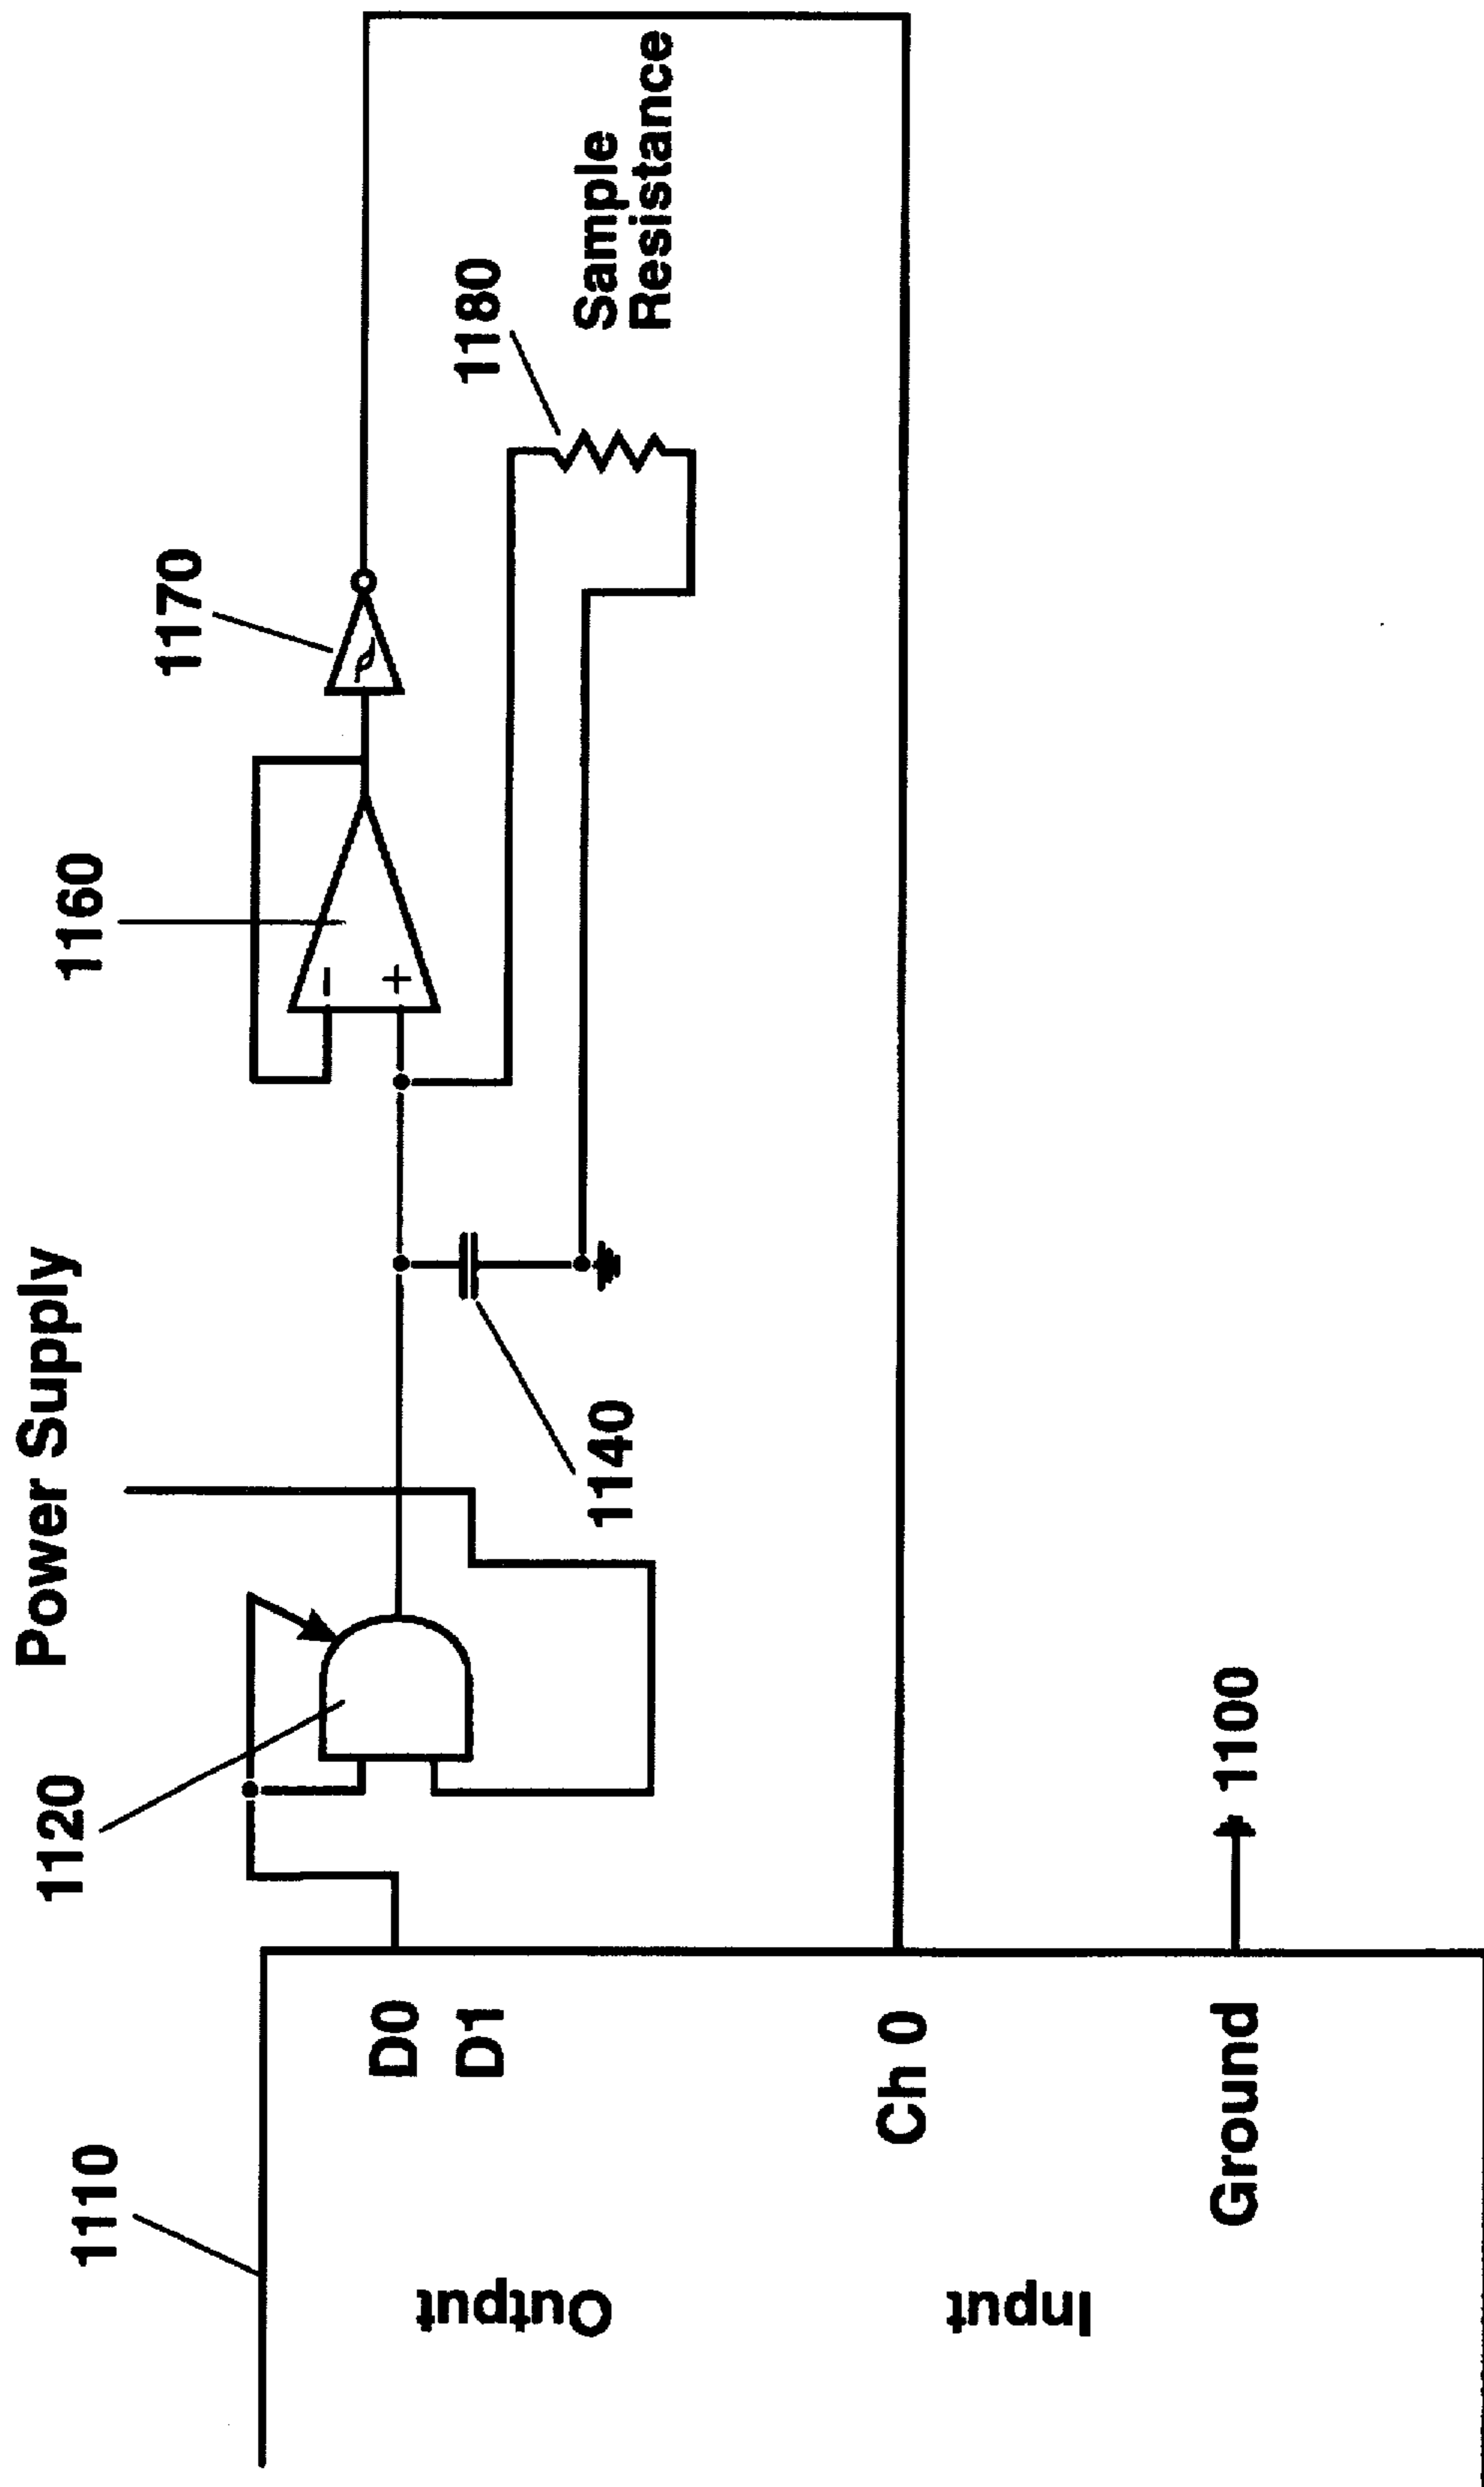 Power Supply
1110
1120
1160
1170
1140
1180
Sample
Resistance
Output
D0
D1
Input
Ch 0
Ground
1100
-
+